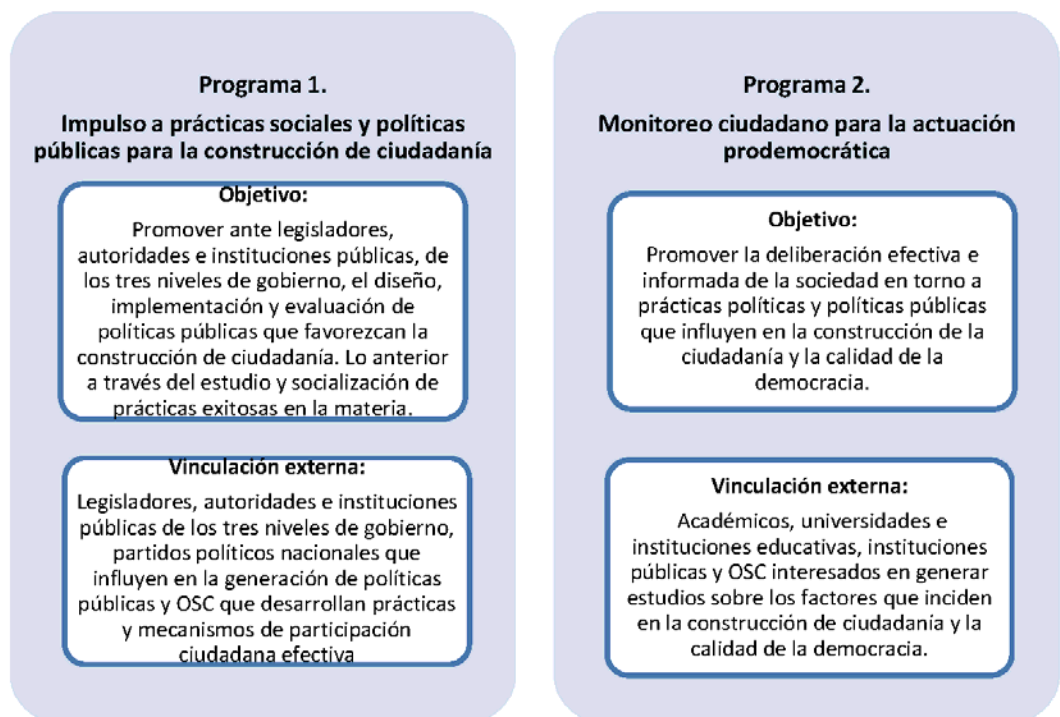 Programa 1.
Impulso a prácticas sociales y políticas
públicas para la construcción de ciudadanía
Objetivo:
Promover ante legisladores,
autoridades e instituciones públicas, de
los tres niveles de gobierno, el diseño,
implementación y evaluación de
políticas públicas que favorezcan la
construcción de ciudadanía. Lo anterior
a través del estudio y socialización de
prácticas exitosas en la materia.
Vinculación externa:
Legisladores, autoridades e instituciones
públicas de los tres niveles de gobierno,
partidos políticos nacionales que
influyen en la generación de políticas
públicas y OSC que desarrollan prácticas
y mecanismos de participación
ciudadana efectiva
Programa 2.
Monitoreo ciudadano para la actuación
prodemocrática
Objetivo:
Promover la deliberación efectiva e
informada de la sociedad en torno a
prácticas políticas y políticas públicas
que influyen en la construcción de la
ciudadanía y la calidad de la
democracia.
Vinculación externa:
Académicos, universidades e
instituciones educativas, instituciones
públicas y OSC interesados en generar
estudios sobre los factores que inciden
en la construcción de ciudadanía y la
calidad de la democracia.